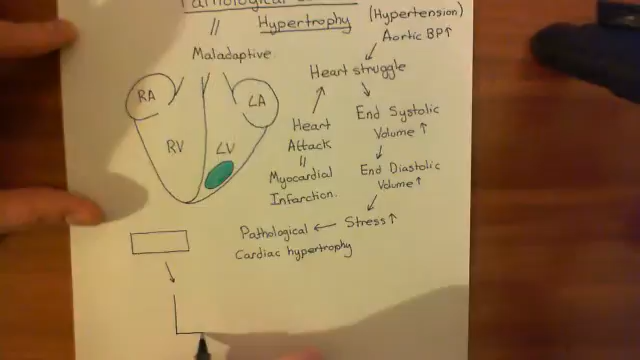 Pathological
Hypertrophy
(Hypertension)
Aortic BP↑
||
Maladaptive
Heart struggle
RA
LA
RV
LV
Heart
Attack
||
Myocardial
Infarction.
End Systolic
Volume ↑
End Diastolic
Volume ↑
Stress ↑
Pathological
Cardiac hypertrophy